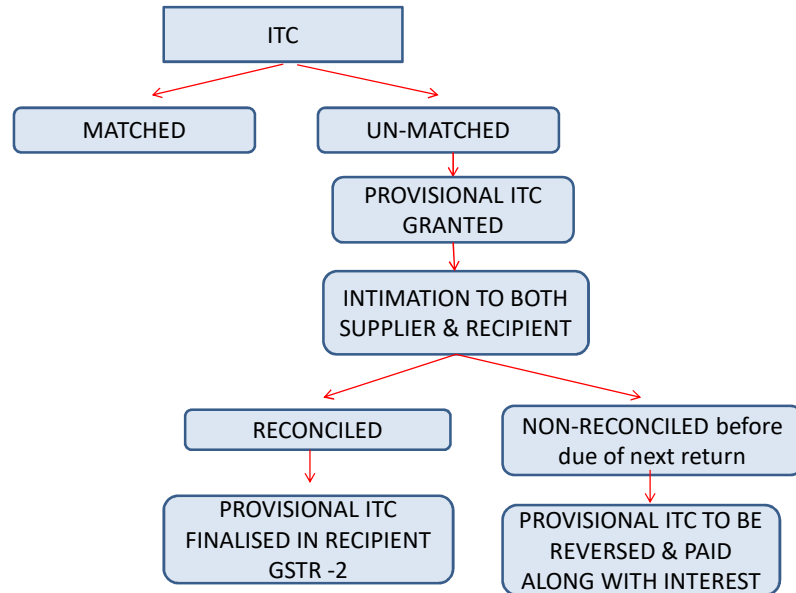 ITC
MATCHED
UN-MATCHED
PROVISIONAL ITC
GRANTED
INTIMATION TO BOTH
SUPPLIER & RECIPIENT
RECONCILED
NON-RECONCILED before
due of next return
PROVISIONAL ITC
FINALISED IN RECIPIENT
GSTR -2
PROVISIONAL ITC TO BE
REVERSED & PAID
ALONG WITH INTEREST